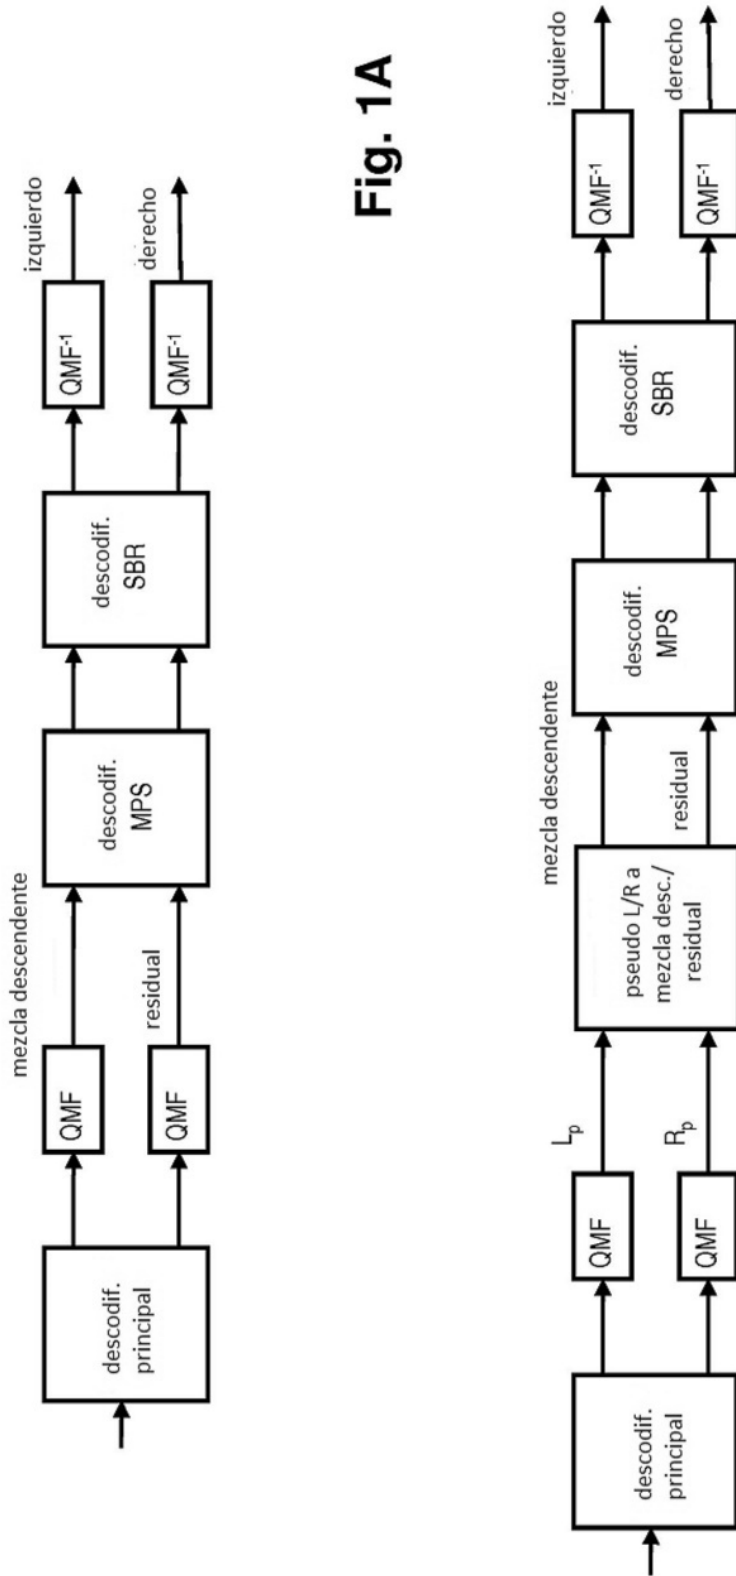 descodif.
principal
QMF
QMF
mezcla descendente
residual
descodif.
MPS
descodif.
SBR
QMF-1
QMF-1
izquierdo
derecho
Fig. 1A
descodif.
principal
QMF
QMF
Lp
Rp
pseudo L/R a
mezcla desc./
residual
mezcla descendente
residual
descodif.
MPS
descodif.
SBR
QMF-1
QMF-1
izquierdo
derecho